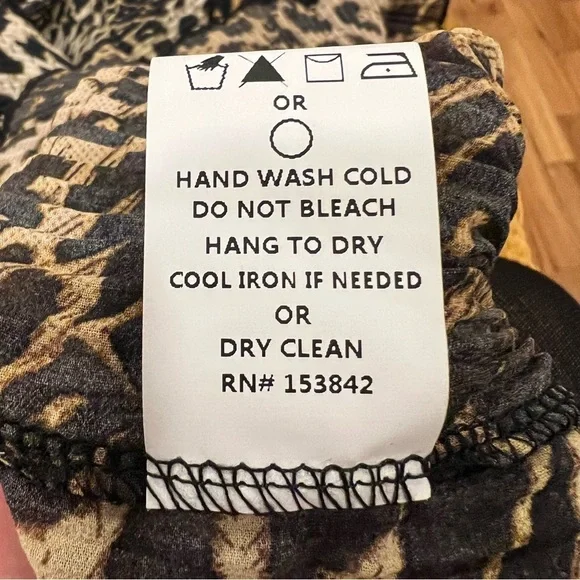 OR
HAND WASH COLD
DO NOT BLEACH
HANG TO DRY
COOL IRON IF NEEDED
OR
DRY CLEAN
RN# 153842